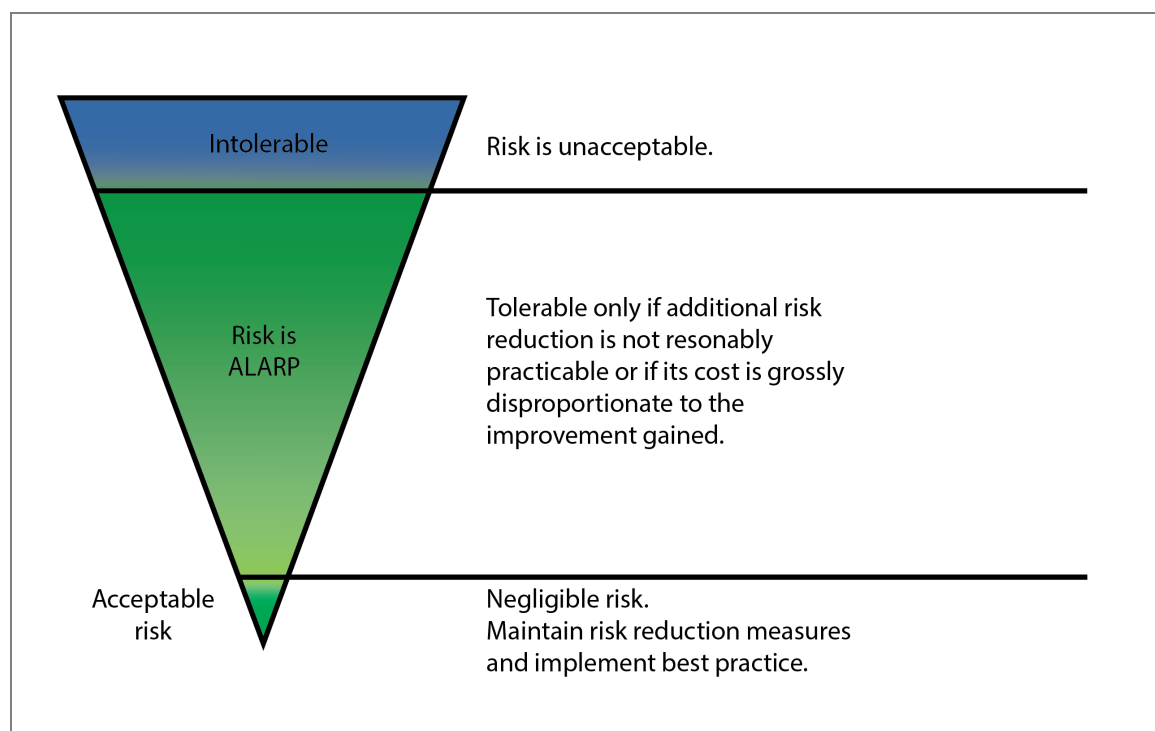 Intolerable
Risk is unacceptable.
Risk is
ALARP
Tolerable only if additional risk
reduction is not resonably
practicable or if its cost is grossly
disproportionate to the
improvement gained.
Acceptable
risk
Negligible risk.
Maintain risk reduction measures
and implement best practice.